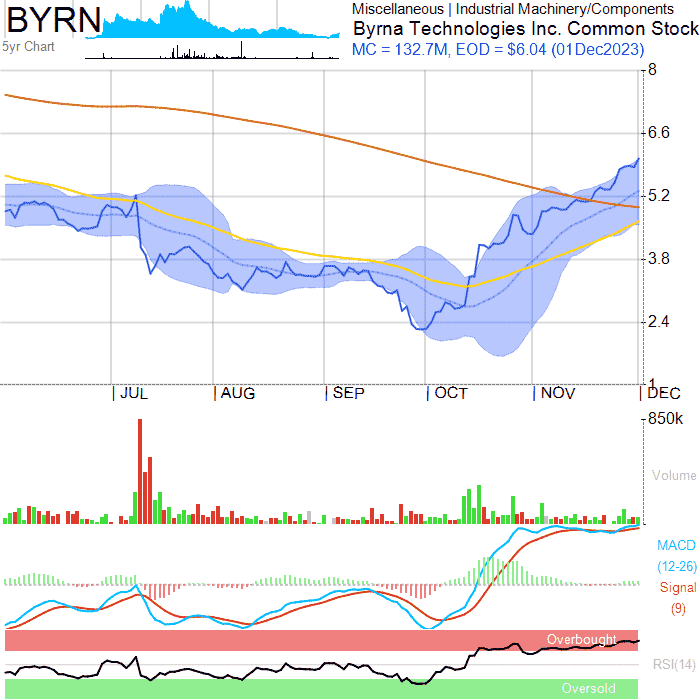 BYRN
5yr Chart
Miscellaneous | Industrial Machinery/Components
Byrna Technologies Inc. Common Stock
MC = 132.7M, EOD = $6.04 (01Dec2023)
8
6.6
5.2
3.8
2.4
1
JUL AUG SEP OCT NOV DEC
850k
Volume
MACD
(12-26)
Signal
(9)
Overbought
RSI(14)
Oversold